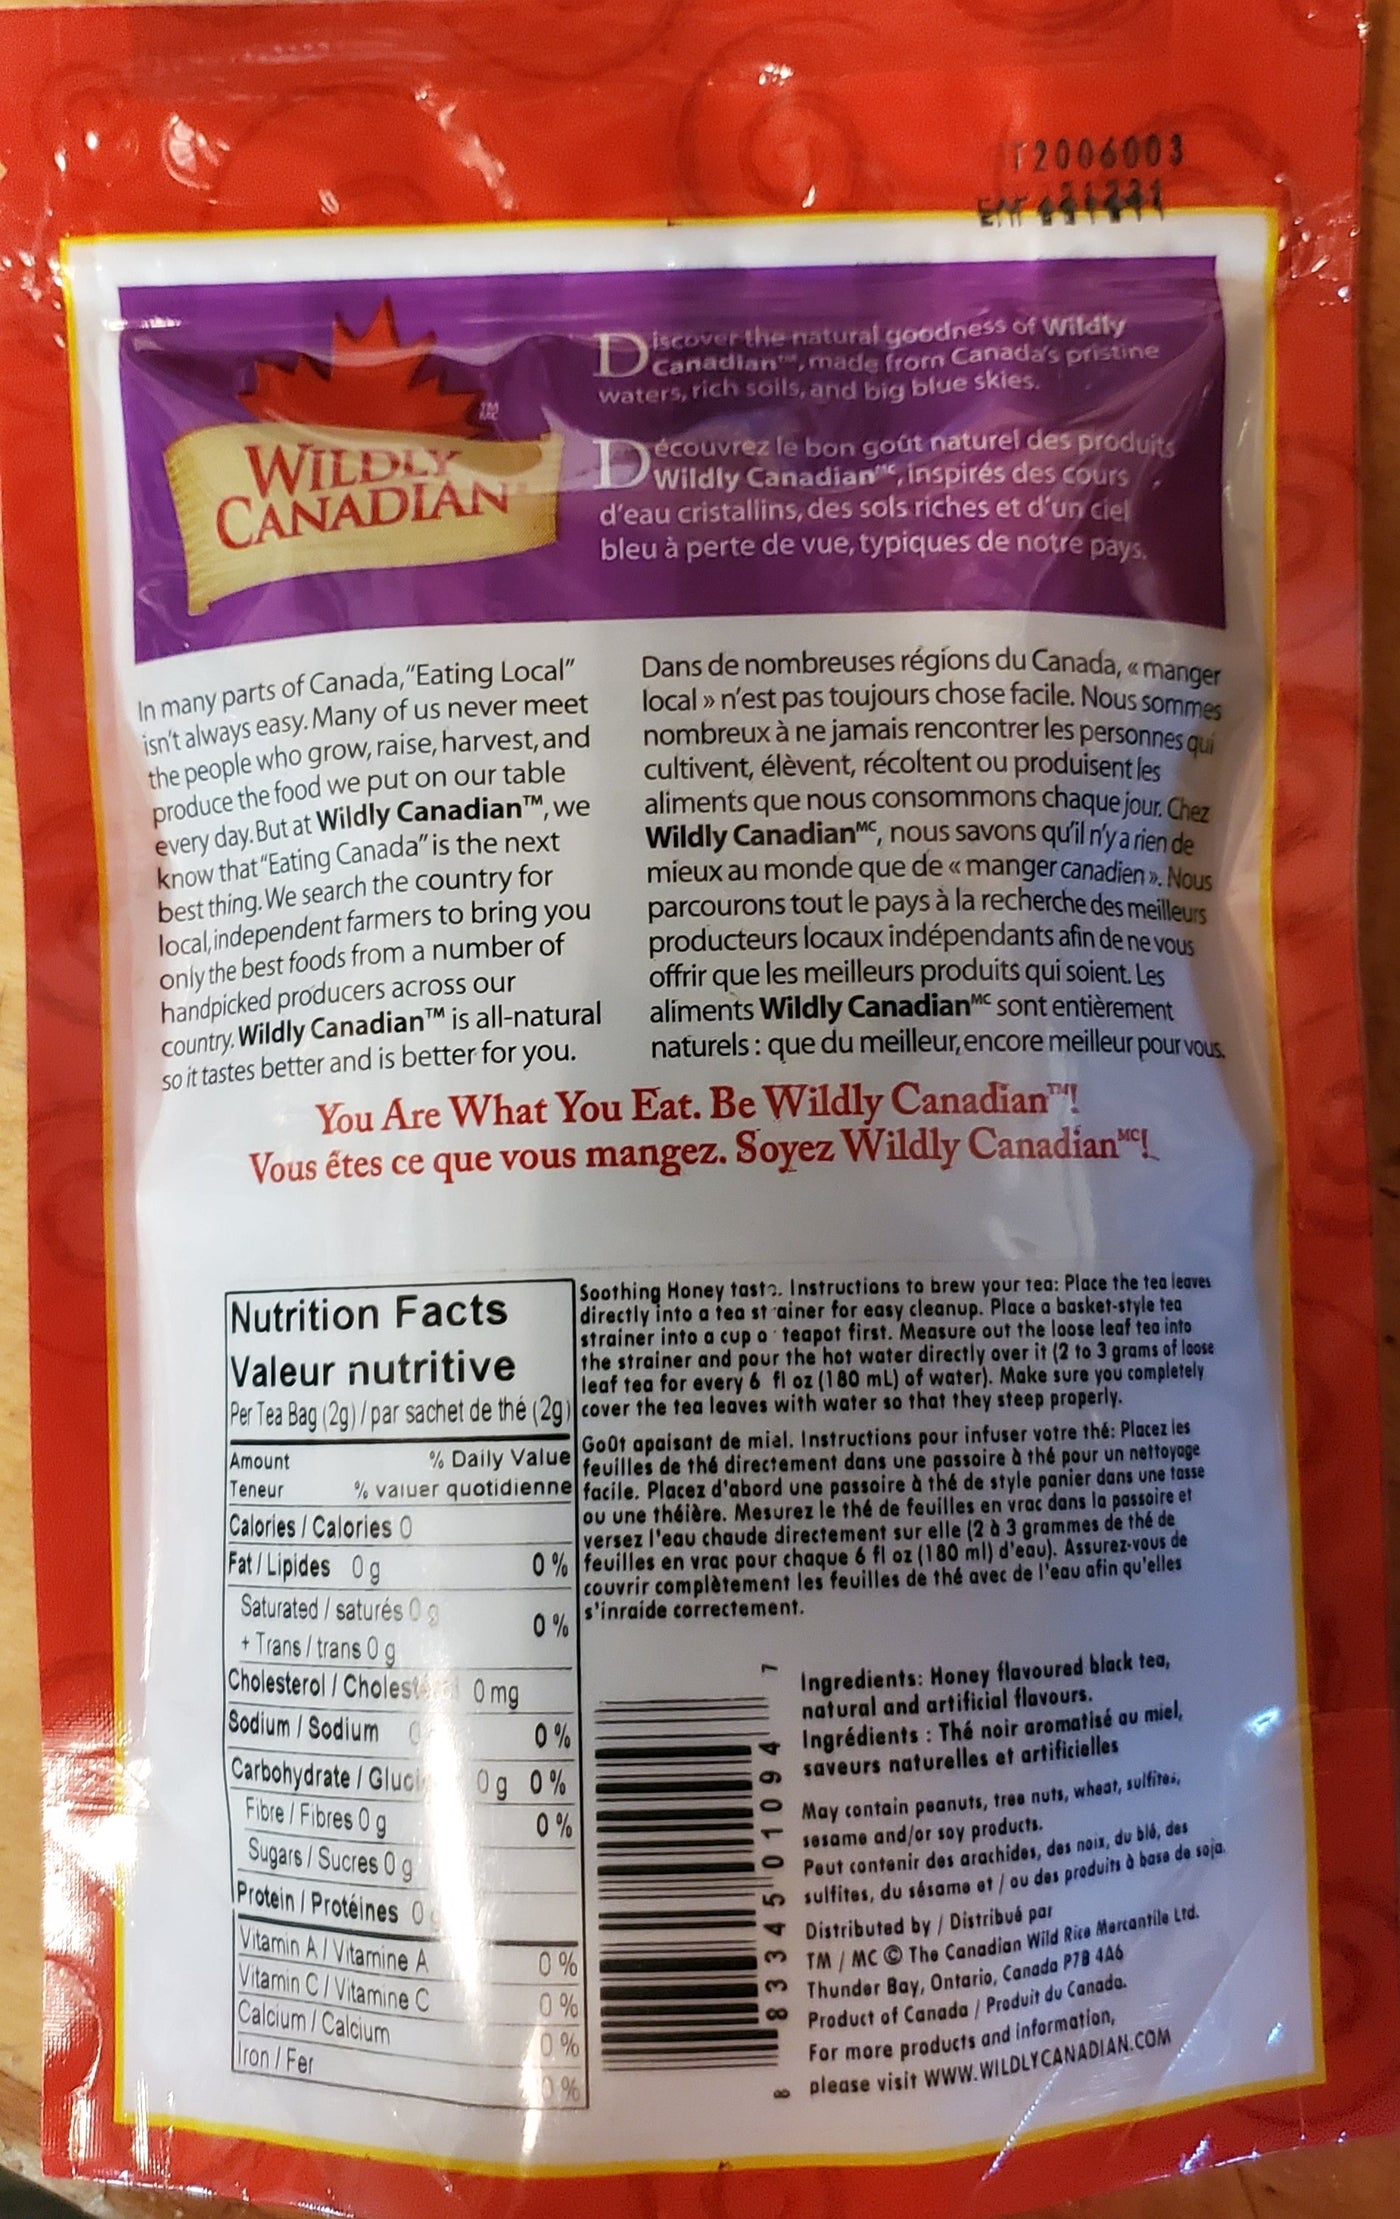 T2006003
WILDLY
CANADIAN
TM
MC
Discover the natural goodness of Wildly
Canadian™, made from Canada's pristine
waters, rich soils, and big blue skies.
Découvrez le bon goût naturel des produits
Wildly Canadianᴹᶜ, inspirés des cours
d'eau cristallins, des sols riches et d'un ciel
bleu à perte de vue, typiques de notre pays.
In many parts of Canada, "Eating Local"
isn't always easy. Many of us never meet
the people who grow, raise, harvest, and
produce the food we put on our table
every day. But at Wildly Canadian™, we
know that "Eating Canada" is the next
best thing. We search the country for
local, independent farmers to bring you
only the best foods from a number of
handpicked producers across our
country. Wildly Canadian™ is all-natural
so it tastes better and is better for you.
Dans de nombreuses régions du Canada, « manger
local » n'est pas toujours chose facile. Nous sommes
nombreux à ne jamais rencontrer les personnes qui
cultivent, élèvent, récoltent ou produisent les
aliments que nous consommons chaque jour. Chez
Wildly Canadianᴹᶜ, nous savons qu'il n'y a rien de
mieux au monde que de « manger canadien ». Nous
parcourons tout le pays à la recherche des meilleurs
producteurs locaux indépendants afin de ne vous
offrir que les meilleurs produits qui soient. Les
aliments Wildly Canadianᴹᶜ sont entièrement
naturels : que du meilleur, encore meilleur pour vous.
You Are What You Eat. Be Wildly Canadian™!
Vous êtes ce que vous mangez. Soyez Wildly Canadianᴹᶜ!
Nutrition Facts
Valeur nutritive
Per Tea Bag (2g) / par sachet de thé (2g)
Amount % Daily Value
Teneur % valuer quotidienne
Calories / Calories 0
Fat / Lipides 0 g 0 %
Saturated / saturés 0 g
+ Trans / trans 0 g 0 %
Cholesterol / 0 mg
Sodium / Sodium 0 %
Carbohydrate / 0 g 0 %
Fibre / Fibres 0 g 0 %
Sugars / Sucres 0 g
Protein / Protéines 0
Vitamin A / Vitamine A 0 %
Vitamin C / Vitamine C 0 %
Calcium / Calcium 0 %
Iron / Fer 0 %
Soothing Honey taste. Instructions to brew your tea: Place the tea leaves
directly into a tea strainer for easy cleanup. Place a basket-style tea
strainer into a cup or teapot first. Measure out the loose leaf tea into
the strainer and pour the hot water directly over it (2 to 3 grams of loose
leaf tea for every 6 fl oz (180 mL) of water). Make sure you completely
cover the tea leaves with water so that they steep properly.
Goût apaisant de miel. Instructions pour infuser votre thé: Placez les
feuilles de thé directement dans une passoire à thé pour un nettoyage
facile. Placez d'abord une passoire à thé de style panier dans une tasse
ou une théière. Mesurez le thé de feuilles en vrac dans la passoire et
versez l'eau chaude directement sur elle (2 à 3 grammes de thé de
feuilles en vrac pour chaque 6 fl oz (180 ml) d'eau). Assurez-vous de
couvrir complètement les feuilles de thé avec de l'eau afin qu'elles
s'inraide correctement.
8 83345 01094 7
Ingredients: Honey flavoured black tea,
natural and artificial flavours.
Ingrédients : Thé noir aromatisé au miel,
saveurs naturelles et artificielles
May contain peanuts, tree nuts, wheat, sulfites,
sesame and/or soy products.
Peut contenir des arachides, des noix, du blé, des
sulfites, du sésame et / ou des produits à base de soja.
Distributed by / Distribué par
TM / MC © The Canadian Wild Rice Mercantile Ltd.
Thunder Bay, Ontario, Canada P7B 4A6
Product of Canada / Produit du Canada.
For more products and information,
please visit WWW.WILDLYCANADIAN.COM